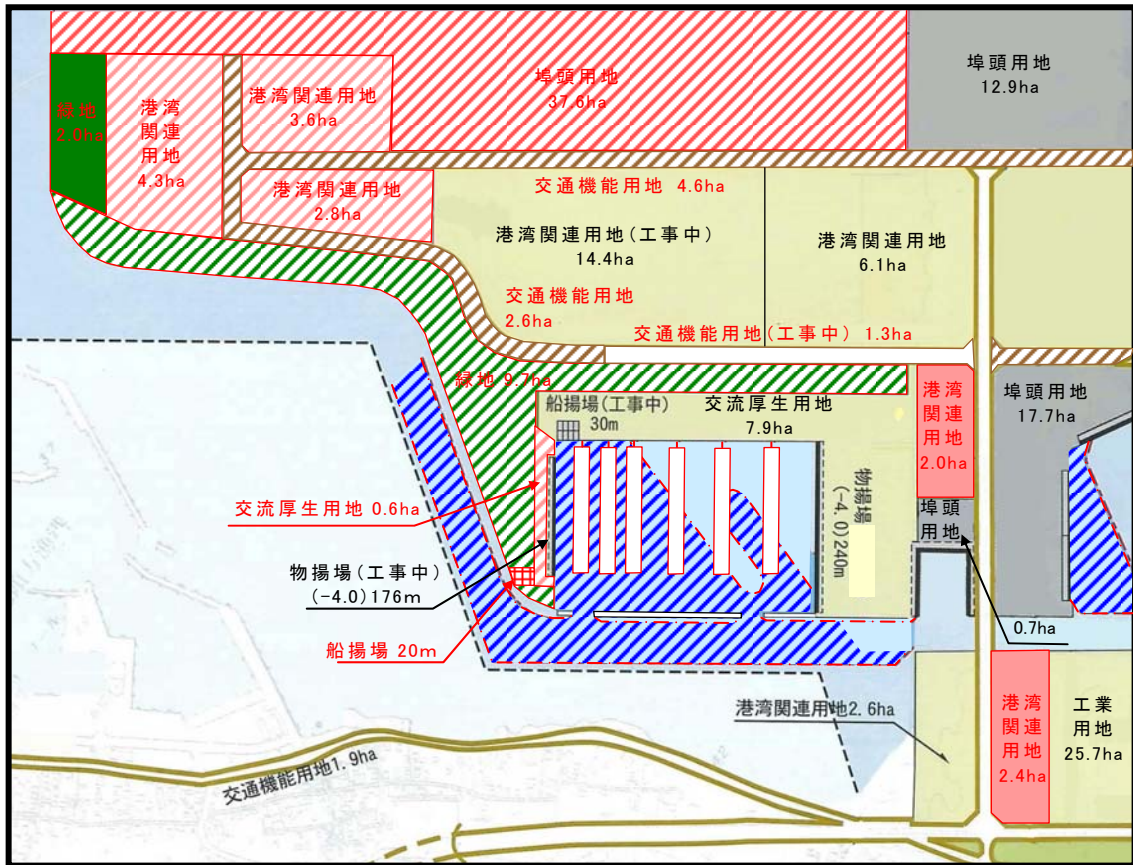 埠頭用地
37.6ha
埠頭用地
12.9ha
緑地
2.0ha
港湾
関連
用地
4.3ha
港湾関連用地
3.6ha
港湾関連用地
2.8ha
交通機能用地 4.6ha
港湾関連用地(工事中)
14.4ha
港湾関連用地
6.1ha
交通機能用地
2.6ha
交通機能用地(工事中) 1.3ha
緑地 9.7ha
船揚場(工事中)
30m
交流厚生用地
7.9ha
港湾
関連
用地
2.0ha
埠頭用地
17.7ha
物揚場
(-4.0)240m
埠頭
用地
交流厚生用地 0.6ha
物揚場(工事中)
(-4.0)176m
船揚場 20m
0.7ha
港湾関連用地2.6ha
港湾
関連
用地
2.4ha
工業
用地
25.7ha
交通機能用地1.9ha